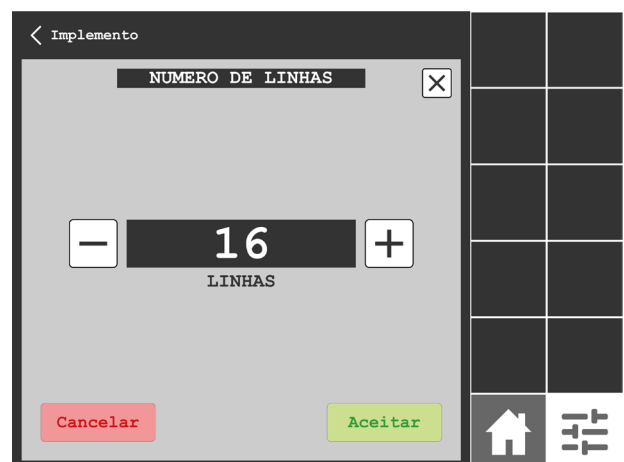 Implemento
NUMERO DE LINHAS
16
LINHAS
Cancelar
Aceitar